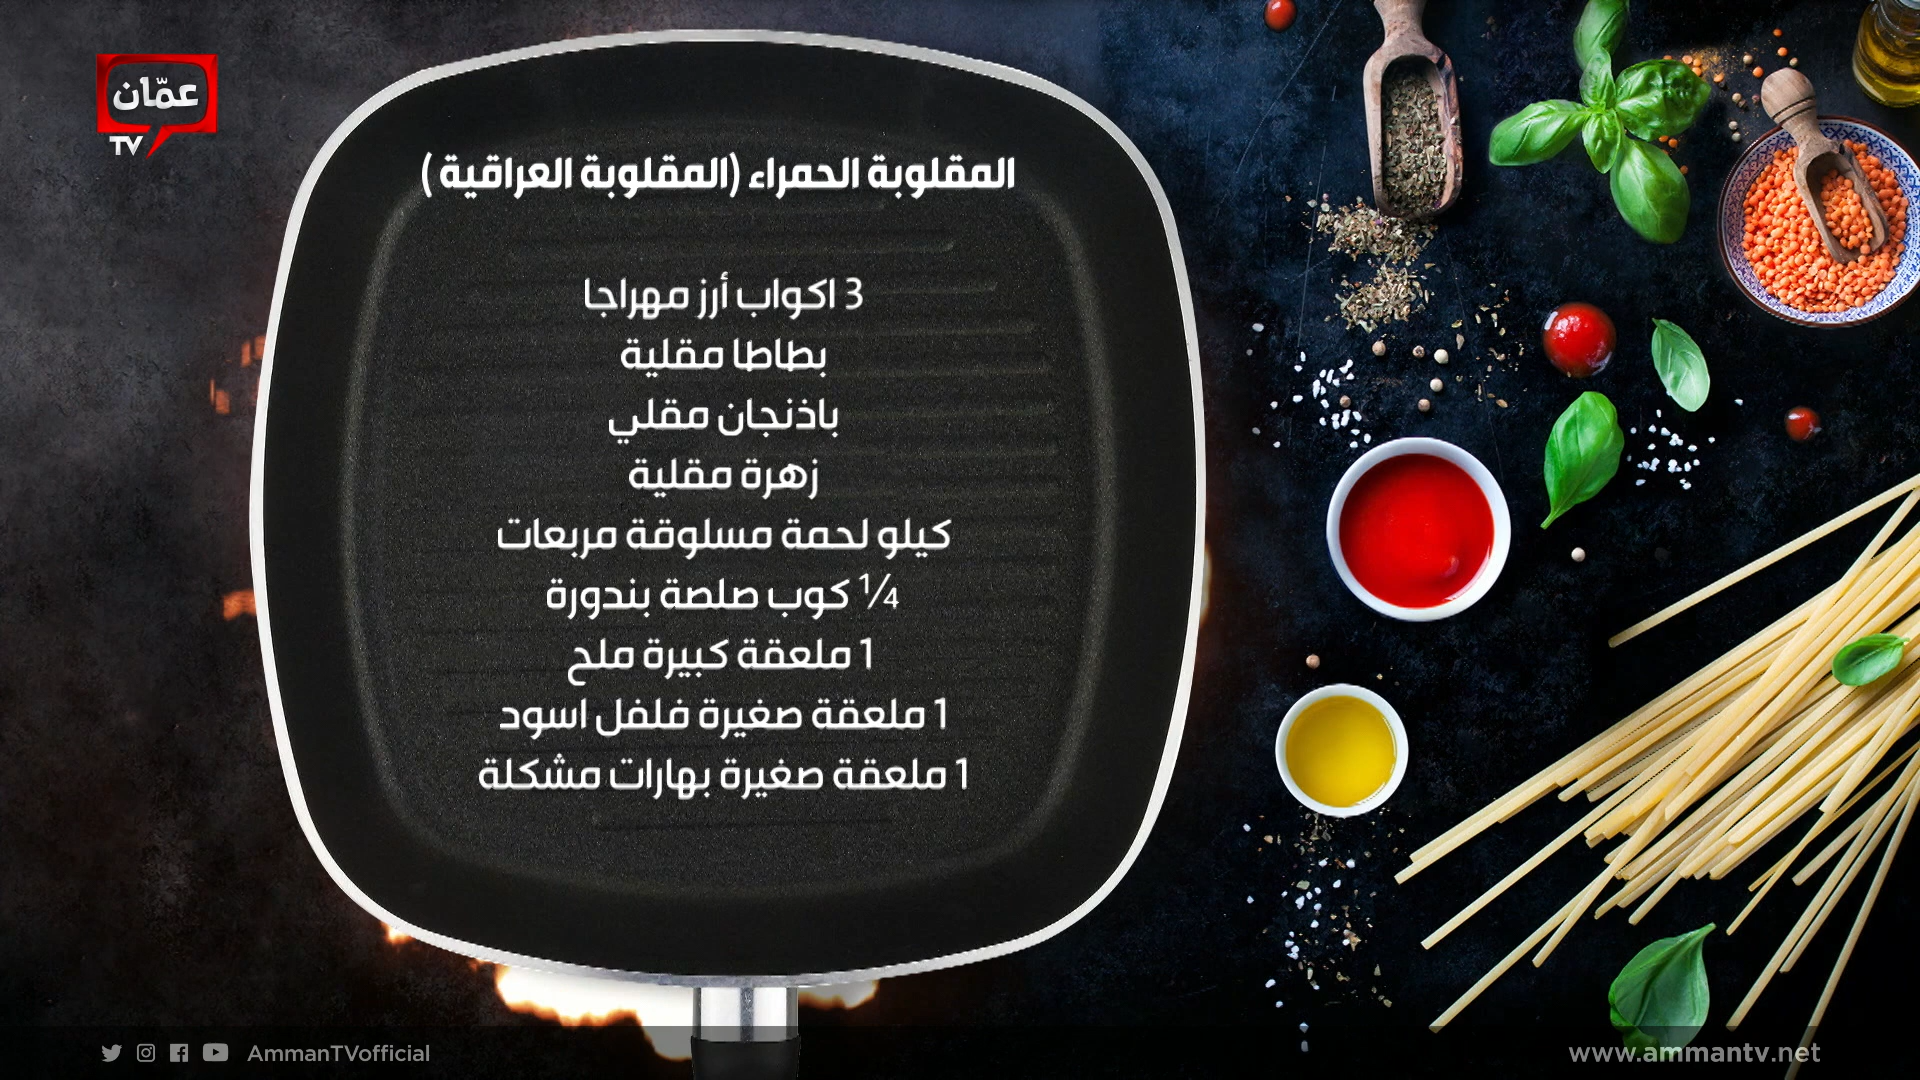 عمّان
TV
المقلوبة الحمراء (المقلوبة العراقية )
3 اكواب أرز مهراجا
بطاطا مقلية
باذنجان مقلي
زهرة مقلية
كيلو لحمة مسلوقة مربعات
¼ كوب صلصة بندورة
1 ملعقة كبيرة ملح
1 ملعقة صغيرة فلفل اسود
1 ملعقة صغيرة بهارات مشكلة
AmmanTVofficial
www.ammantv.net